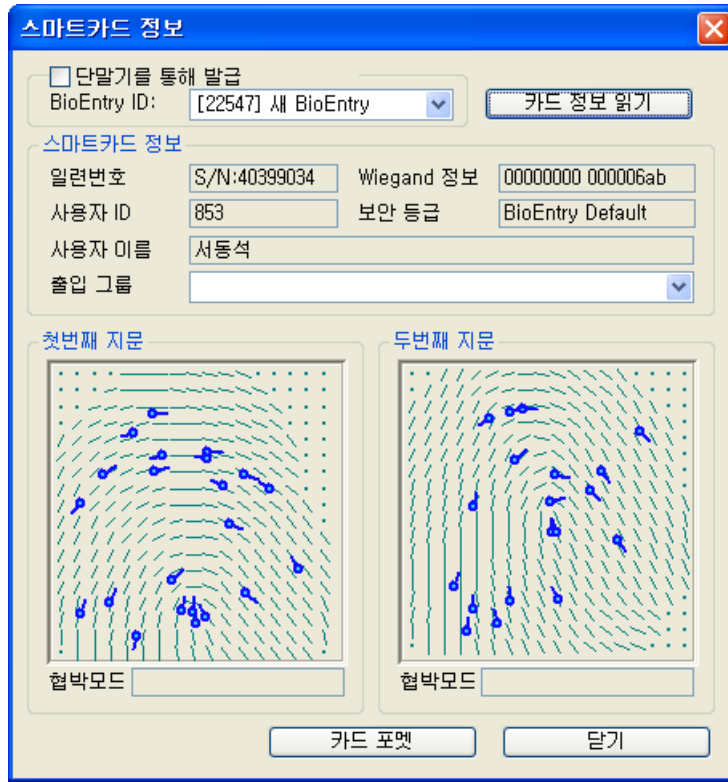 스마트카드 정보
단말기를 통해 발급
BioEntry ID: [22547] 새 BioEntry 카드 정보 읽기
스마트카드 정보
일련번호 S/N:40399034 Wiegand 정보 00000000 000006ab
사용자 ID 853 보안 등급 BioEntry Default
사용자 이름 서동석
출입 그룹
첫번째 지문 두번째 지문
협박모드 협박모드
카드 포멧 닫기